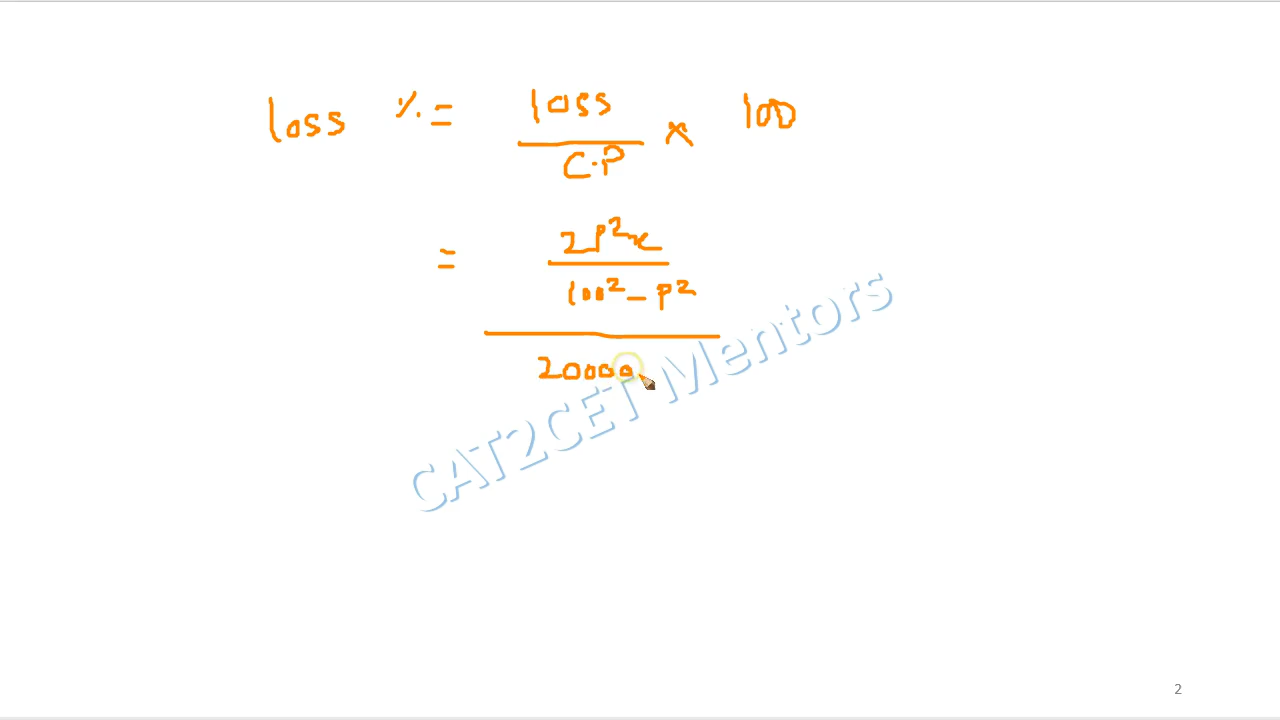 loss % = loss / C.P × 100
= 2P²x / 100² - P²
20000
CAT2CET Mentors
2